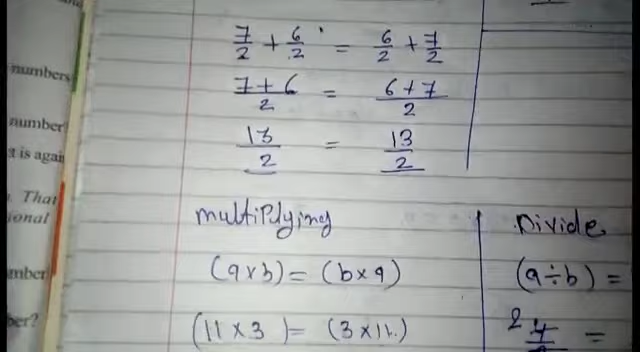 numbers
number?
t is agai
That
ional
mber
ber?
7/2 + 6/2 = 6/2 + 7/2
7+6/2 = 6+7/2
13/2 = 13/2
multiplying
(a×b) = (b×a)
(11 × 3) = (3 × 11)
Divide
(a÷b) =